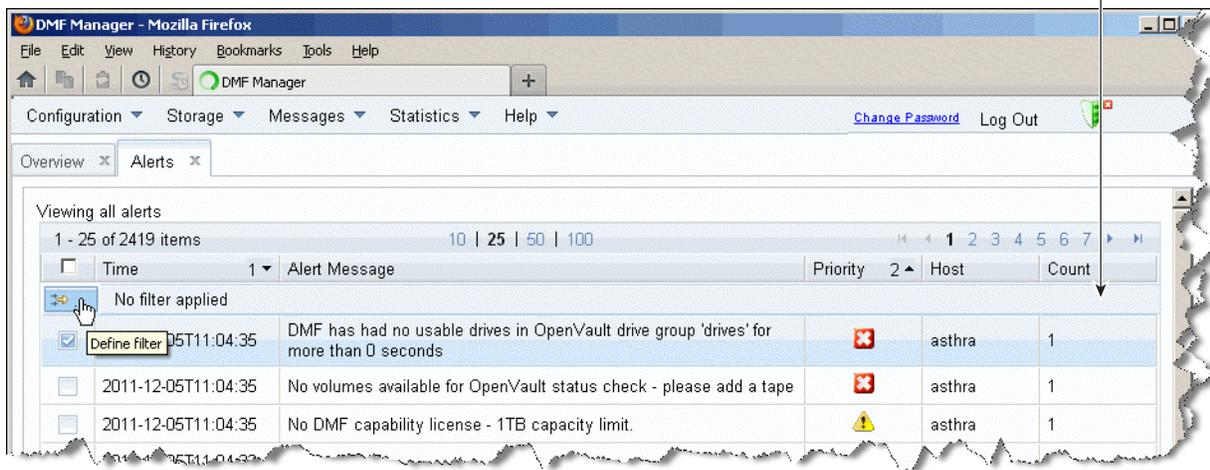 DMF Manager - Mozilla Firefox
File Edit View History Bookmarks Tools Help
DMF Manager +
Configuration Storage Messages Statistics Help Change Password Log Out
Overview x Alerts x
Viewing all alerts
1 - 25 of 2419 items 10 | 25 | 50 | 100 1 2 3 4 5 6 7
Time 1 Alert Message Priority 2 Host Count
No filter applied
Define filter 05T11:04:35 DMF has had no usable drives in OpenVault drive group 'drives' for more than 0 seconds asthra 1
2011-12-05T11:04:35 No volumes available for OpenVault status check - please add a tape asthra 1
2011-12-05T11:04:35 No DMF capability license - 1TB capacity limit. asthra 1